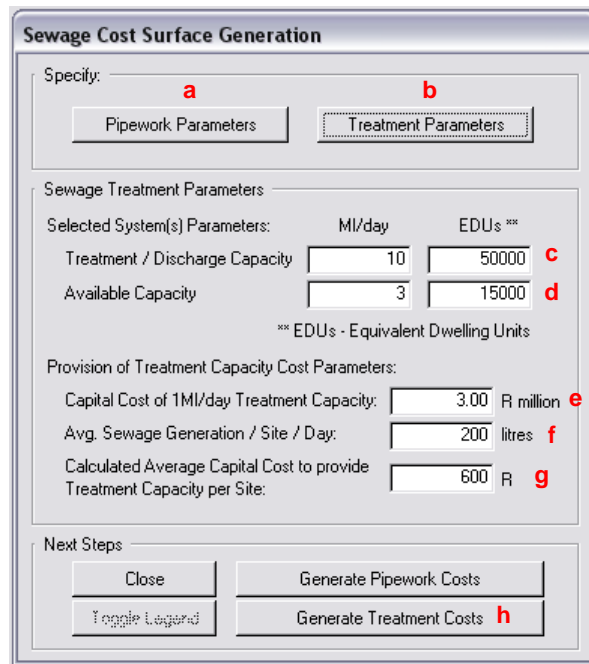 Sewage Cost Surface Generation
Specify:
a b
Pipework Parameters Treatment Parameters
Sewage Treatment Parameters
Selected System(s) Parameters: Ml/day EDUs **
Treatment / Discharge Capacity 10 50000 c
Available Capacity 3 15000 d
** EDUs - Equivalent Dwelling Units
Provision of Treatment Capacity Cost Parameters:
Capital Cost of 1Ml/day Treatment Capacity: 3.00 R million e
Avg. Sewage Generation / Site / Day: 200 litres f
Calculated Average Capital Cost to provide
Treatment Capacity per Site: 600 R g
Next Steps
Close Generate Pipework Costs
Toggle Legend Generate Treatment Costs h